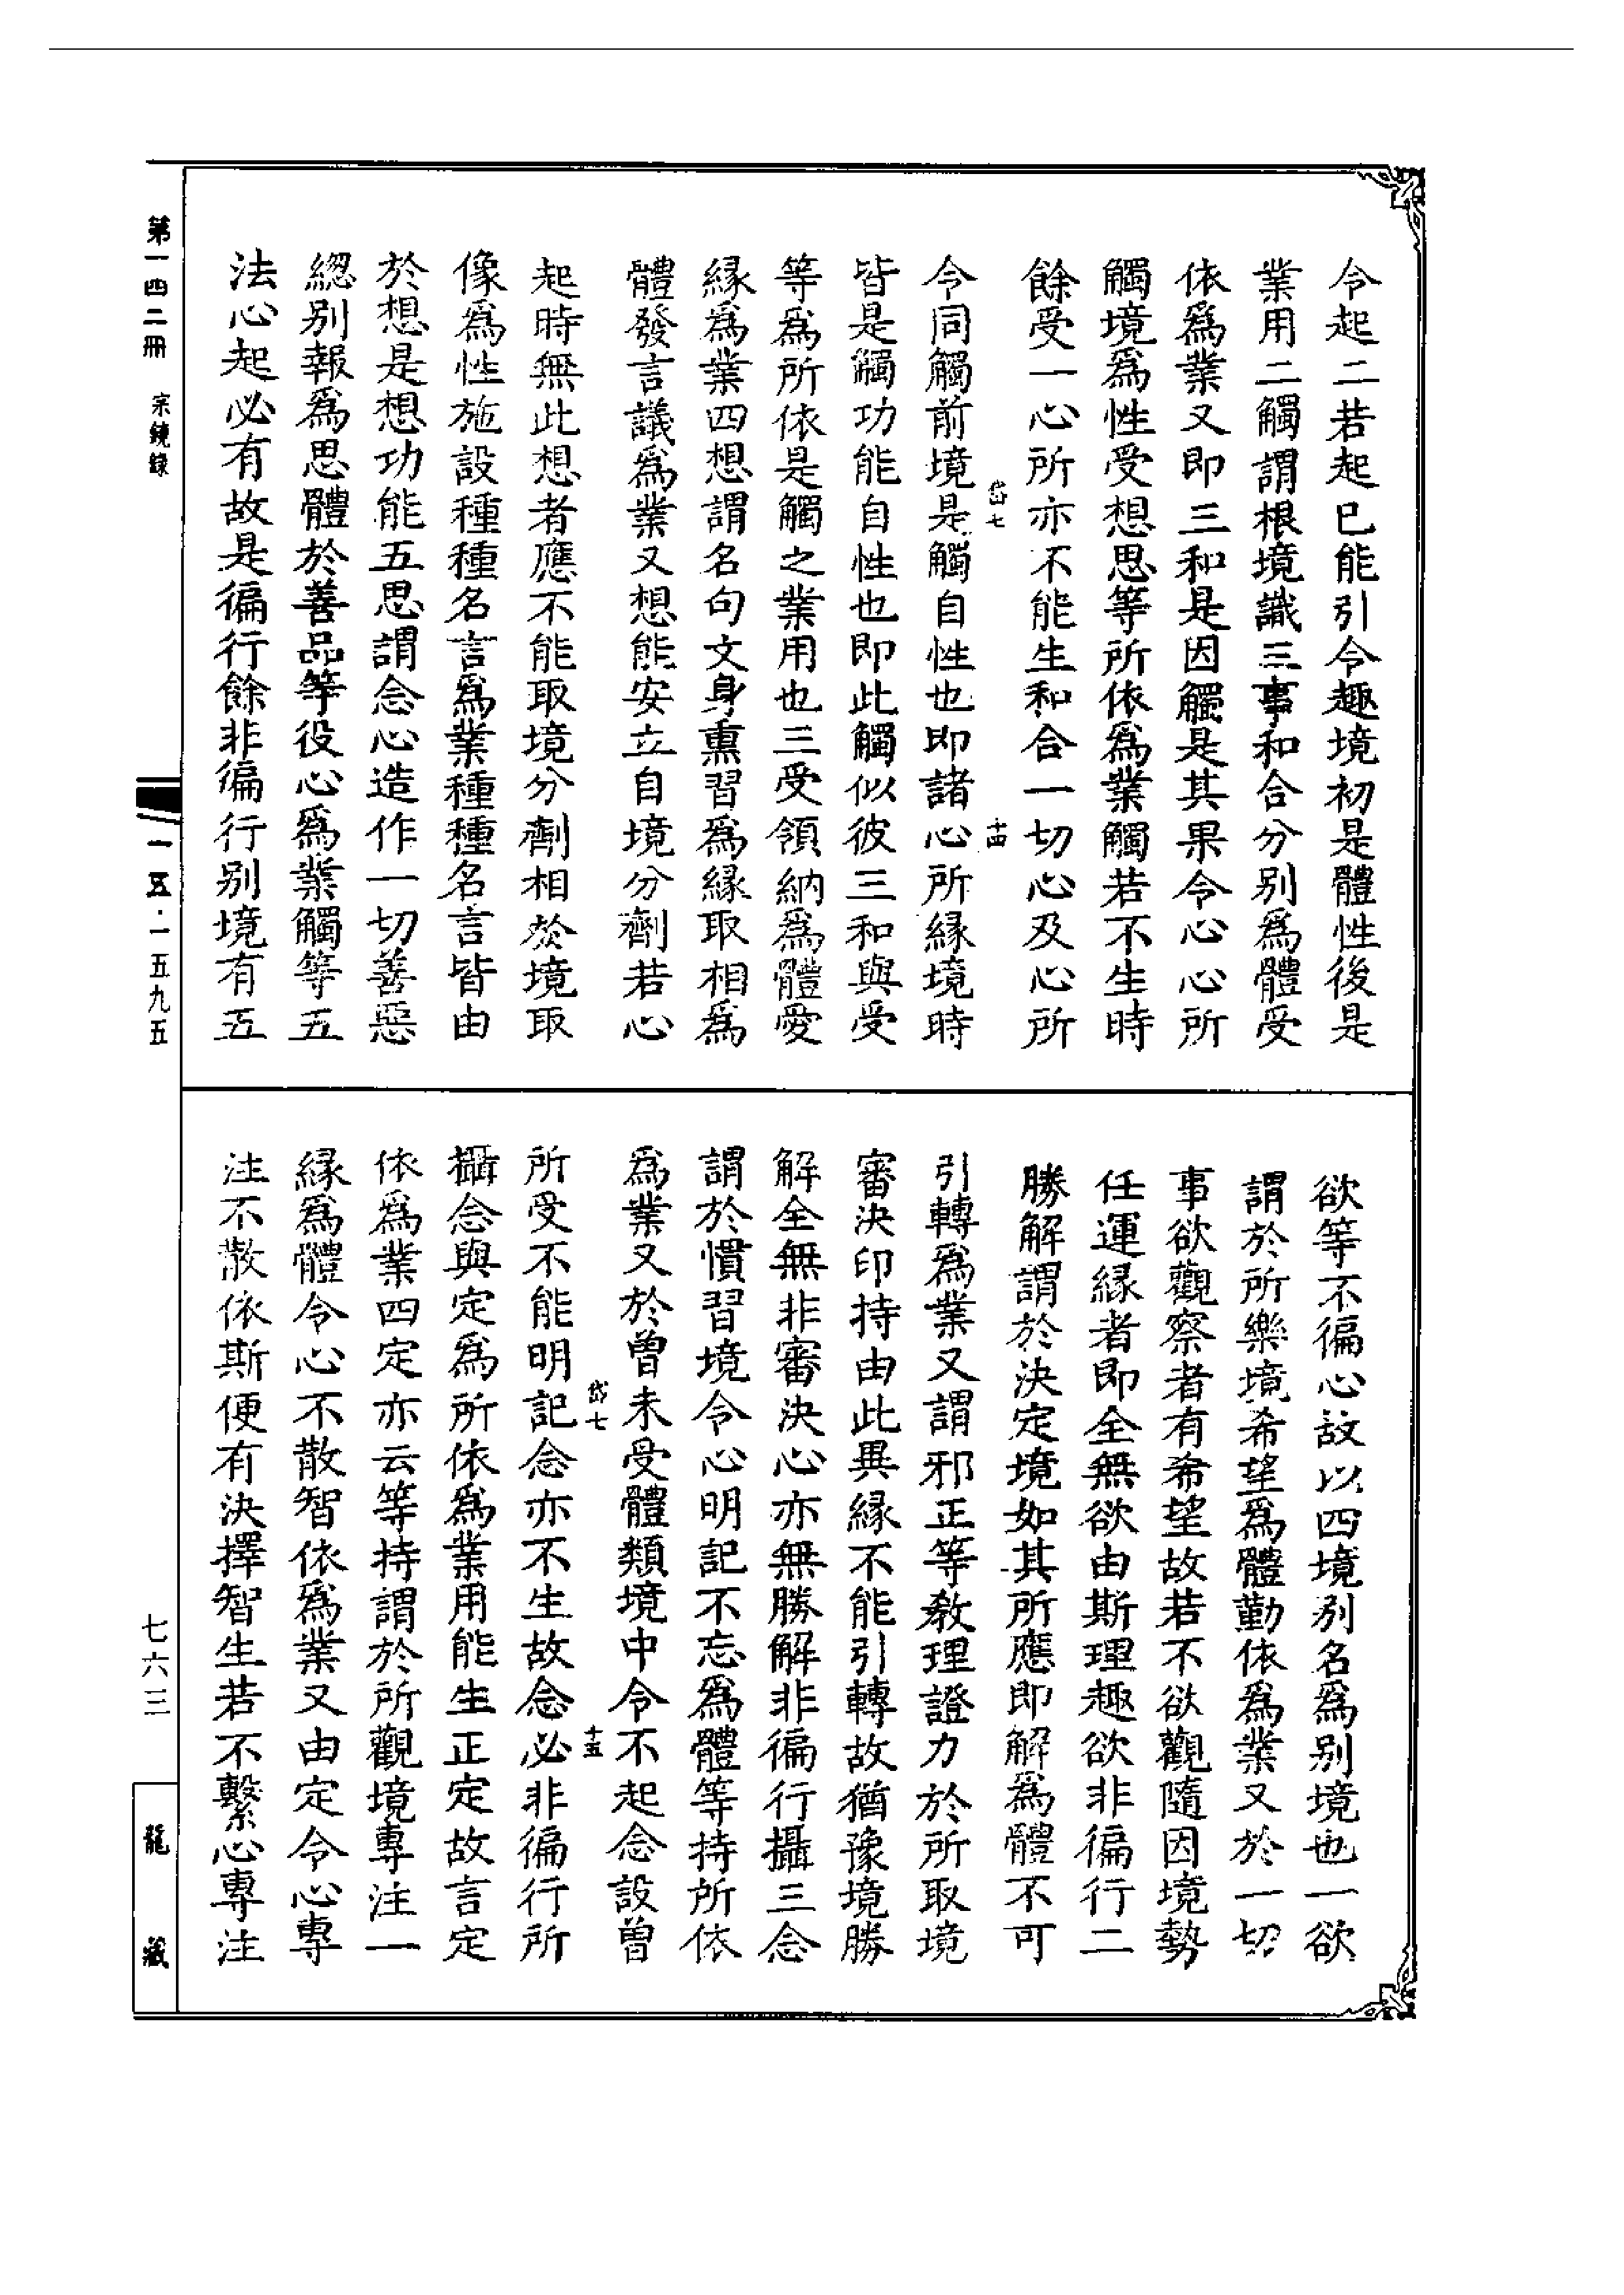 令起二若起已能引令趣境初是體性後是
業用二觸謂根境識三事和合分别爲體受
依爲業又即三和是因觸是其果令心心所
觸境爲性受想思等所依爲業觸若不生時
餘受一心所亦不能生和合一切心及心所
岱七
十四
令同觸前境是觸自性也即諸心所緣境時
皆是觸功能自性也即此觸似彼三和與受
等爲所依是觸之業用也三受領納爲體愛
緣爲業四想謂名句文身熏習爲緣取相爲
體發言議爲業又想能安立自境分劑若心
起時無此想者應不能取境分劑相於境取
像爲性施設種種名言爲業種種名言皆由
於想是想功能五思謂念心造作一切善惡
緫别報爲思體於善品等役心爲業觸等五
法心起必有故是徧行餘非徧行别境有五
欲等不徧心故以四境别名爲别境也一欲
謂於所樂境希望爲體勤依爲業又於一切
事欲觀察者有希望故若不欲觀隨因境勢
任運緣者即全無欲由斯理趣欲非徧行二
勝解謂於決定境如其所應即解爲體不可
引轉爲業又謂邪正等敎理證力於所取境
審決印持由此異緣不能引轉故猶豫境勝
解全無非審決心亦無勝解非徧行攝三念
謂於慣習境令心明記不忘爲體等持所依
爲業又於曾未受體類境中令不起念設曾
岱七
十五
所受不能明記念亦不生故念必非徧行所
攝念與定爲所依爲業用能生正定故言定
依爲業四定亦云等持謂於所觀境專注一
緣爲體令心不散智依爲業又由定令心專
注不散依斯便有決擇智生若不繫心專注
第一四二冊
宗鏡錄
一五·一五九五
七六三
龍藏